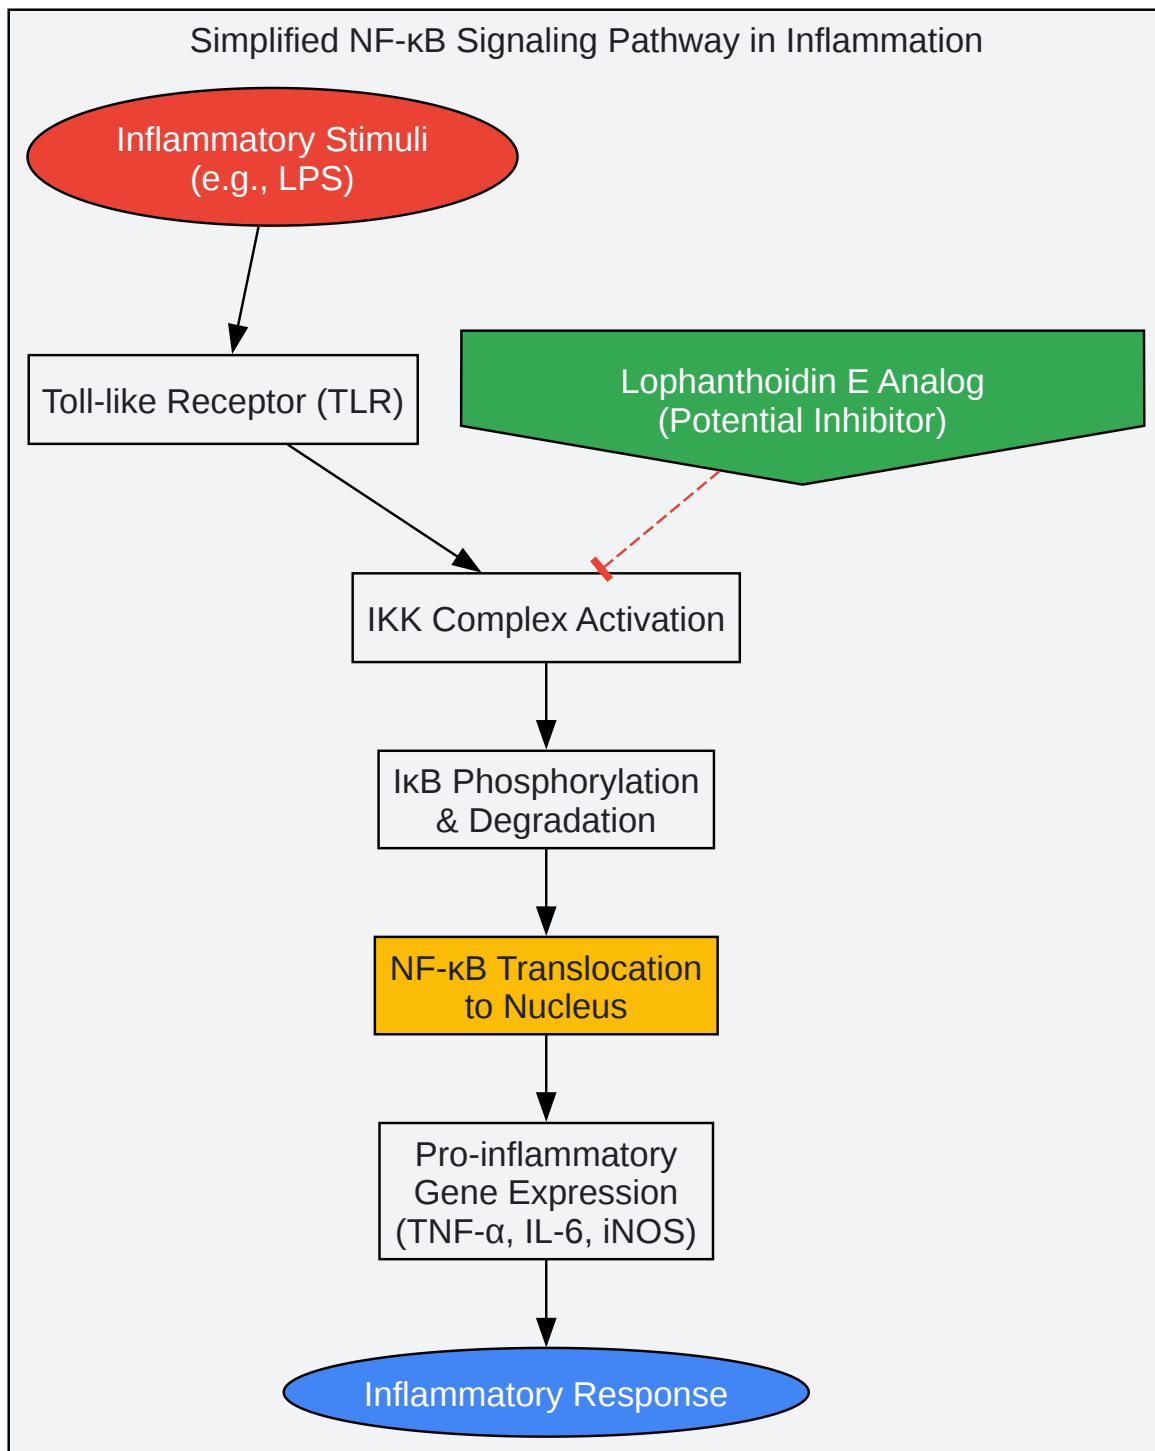 Simplified NF-κB Signaling Pathway in Inflammation
Inflammatory Stimuli
(e.g., LPS)
Toll-like Receptor (TLR)
Lophanthoidin E Analog
(Potential Inhibitor)
IKK Complex Activation
IκB Phosphorylation
& Degradation
NF-κB Translocation
to Nucleus
Pro-inflammatory
Gene Expression
(TNF-α, IL-6, iNOS)
Inflammatory Response